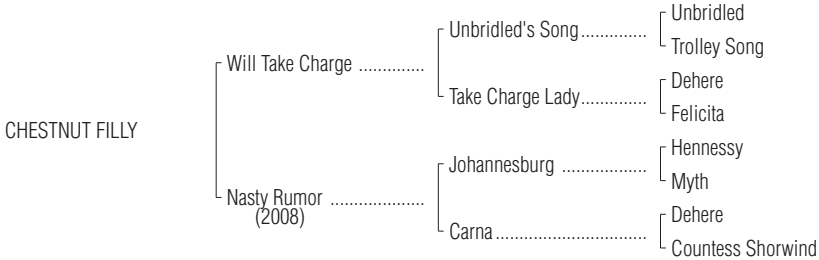 Unbridled
Unbridled's Song..............
Trolley Song
Will Take Charge ..............
Dehere
Take Charge Lady..............
Felicita
CHESTNUT FILLY
Hennessy
Johannesburg ..................
Myth
Nasty Rumor ....................
(2008)
Dehere
Carna................................
Countess Shorwind